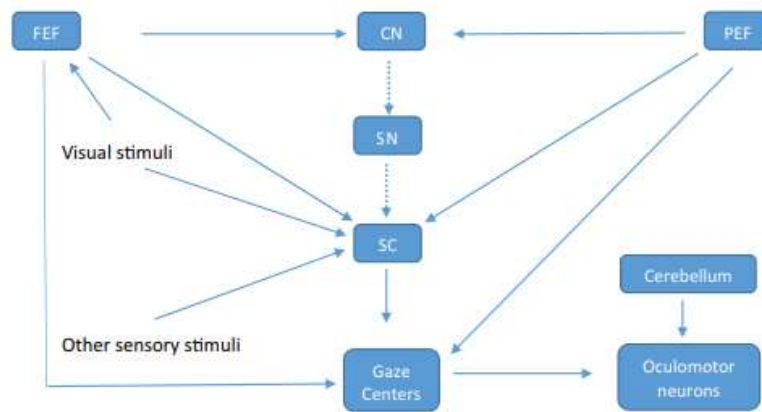 FEF
CN
PEF
SN
Visual stimuli
SC
Cerebellum
Other sensory stimuli
Gaze
Centers
Oculomotor
neurons